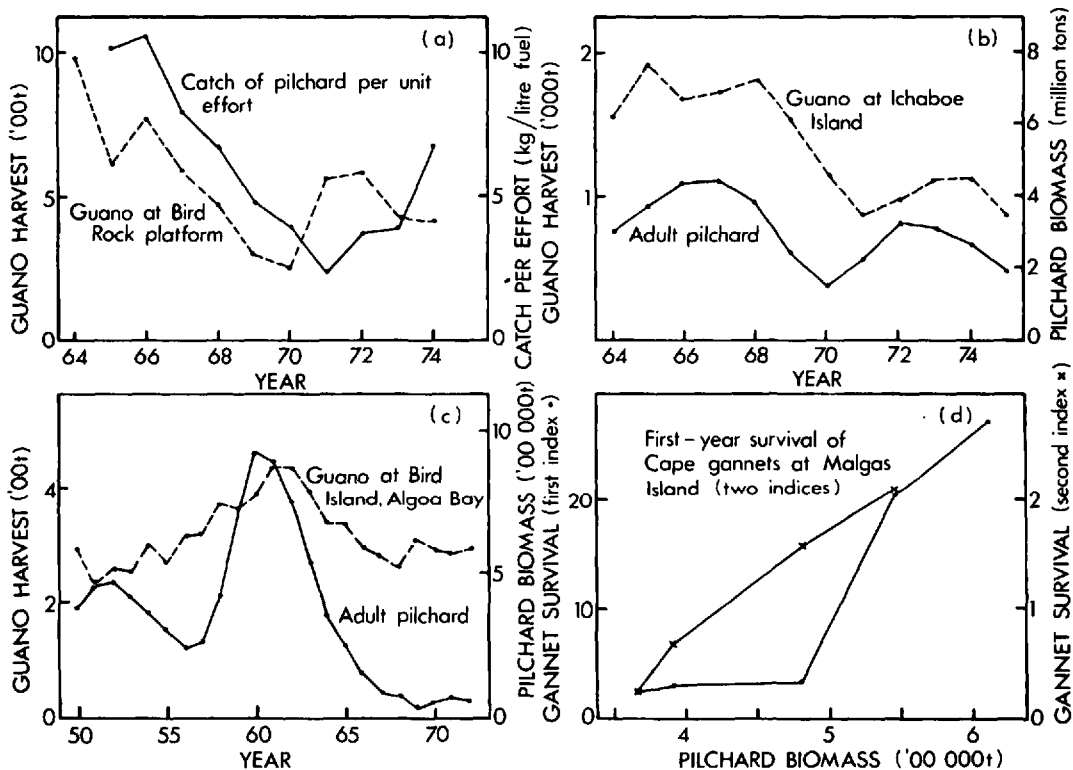 (a)
GUANO HARVEST ('00t)
10
5
0
Catch of pilchard per unit
effort
Guano at Bird
Rock platform
10
5
0
CATCH PER EFFORT (kg/litre fuel)
64 66 68 70 72 74
YEAR
(b)
GUANO HARVEST ('000t)
2
1
Guano at Ichaboe
Island
Adult pilchard
8
6
4
2
0
PILCHARD BIOMASS (million tons)
64 66 68 70 72 74
YEAR
(c)
GUANO HARVEST ('00t)
4
2
0
Guano at Bird
Island, Algoa Bay
Adult pilchard
10
5
0
PILCHARD BIOMASS ('00 000t)
50 55 60 65 70
YEAR
(d)
GANNET SURVIVAL (first index •)
20
10
0
First-year survival of
Cape gannets at Malgas
Island (two indices)
2
1
0
GANNET SURVIVAL (second index x)
4 5 6
PILCHARD BIOMASS ('00 000t)